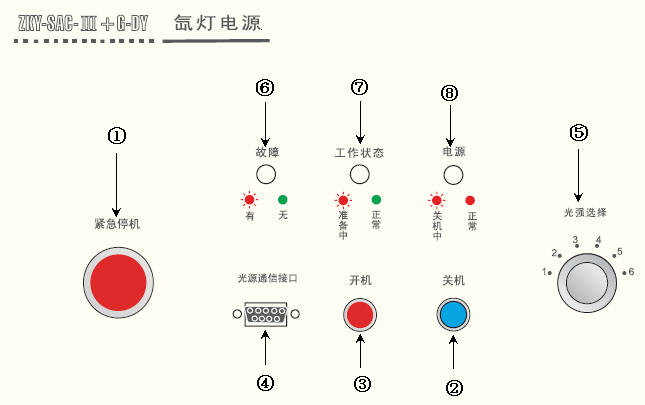 ZKY-SAC-III+G-DY 氙灯电源
⑥ ⑦ ⑧
① ⑤
故障 工作状态 电源
有 无 准备中 正常 关机中 正常
紧急停机 光强选择
1 2 3 4 5 6
光源通信接口 开机 关机
④ ③ ②